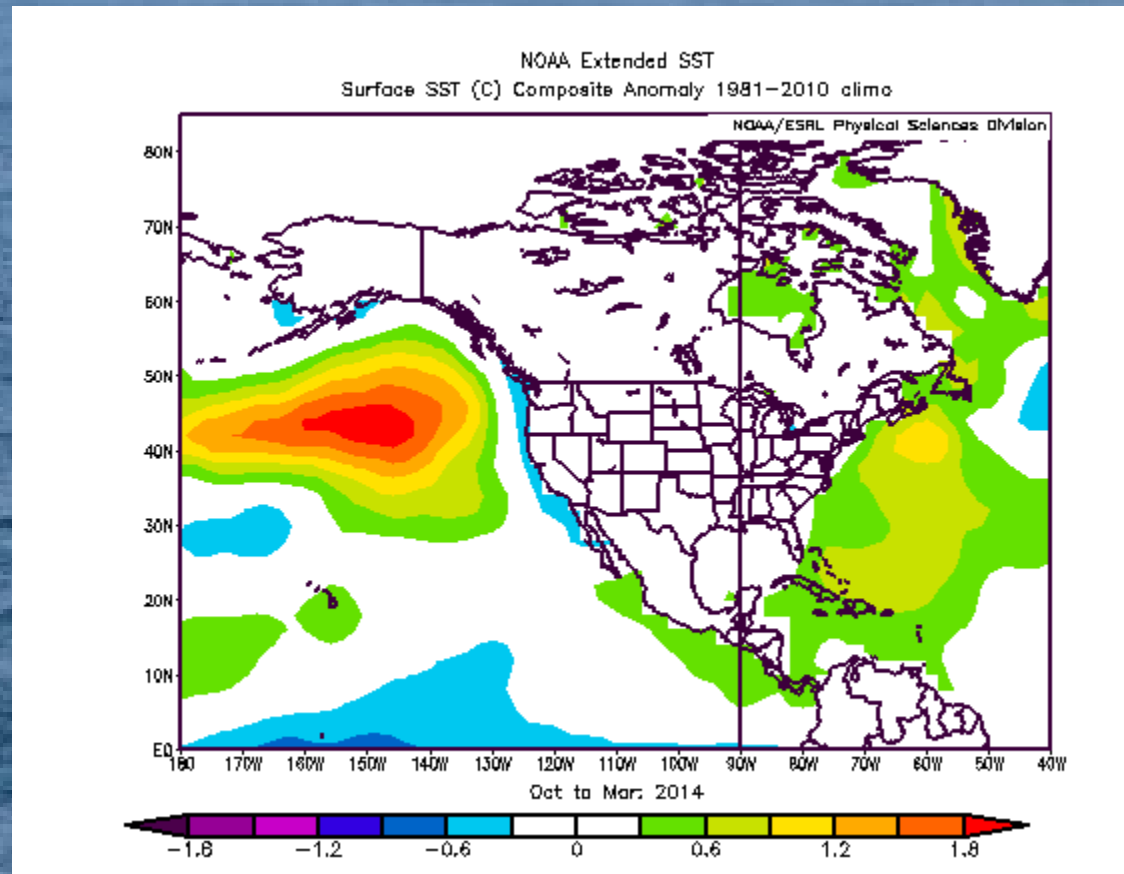 NOAA Extended SST
Surface SST (C) Composite Anomaly 1981-2010 climo
NOAA/ESRL Physical Sciences Division
80N
70N
60N
50N
40N
30N
20N
10N
EQ
180 170W 160W 150W 140W 130W 120W 110W 100W 90W 80W 70W 60W 50W 40W
Oct to Mar: 2014
-1.8 -1.2 -0.6 0 0.6 1.2 1.8